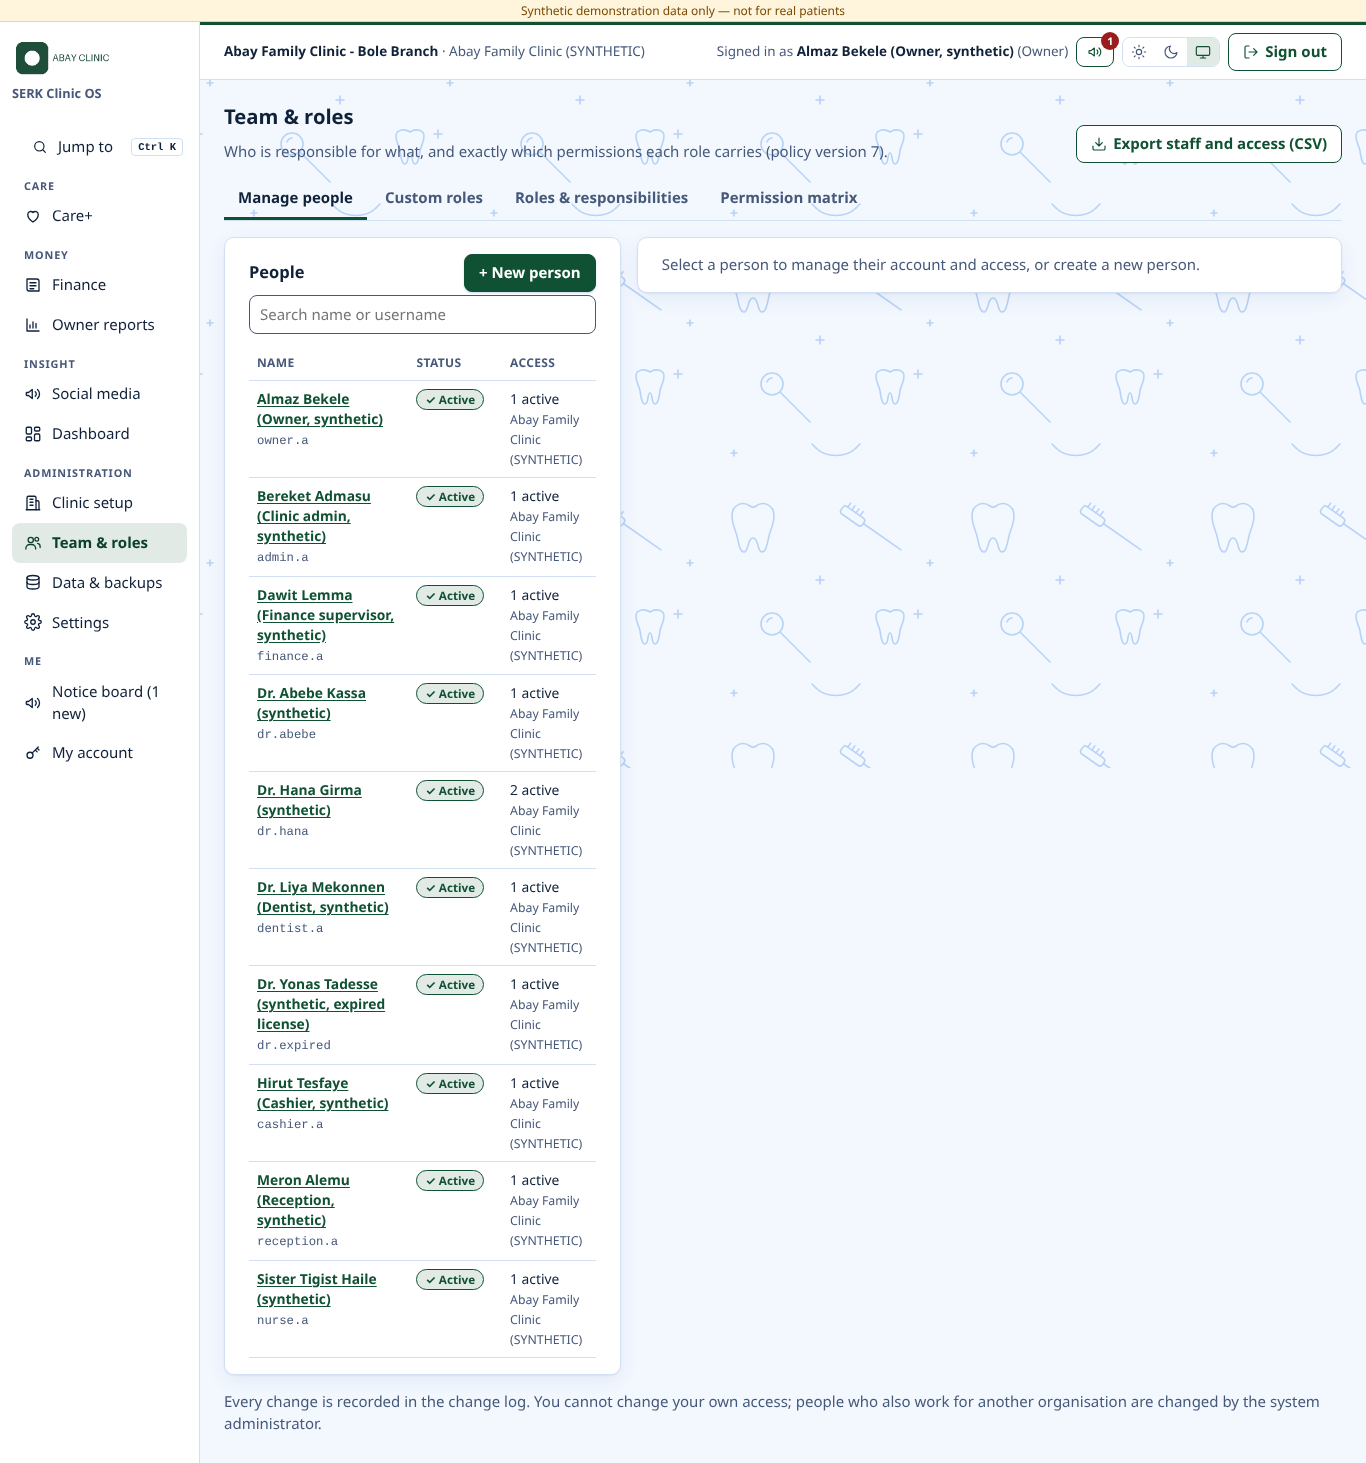 Synthetic demonstration data only — not for real patients
ABAY CLINIC
SERK Clinic OS
Jump to Ctrl K
CARE
Care+
MONEY
Finance
Owner reports
INSIGHT
Social media
Dashboard
ADMINISTRATION
Clinic setup
Team & roles
Data & backups
Settings
ME
Notice board (1
new)
My account
Abay Family Clinic - Bole Branch · Abay Family Clinic (SYNTHETIC)
Signed in as Almaz Bekele (Owner, synthetic) (Owner)
1
Sign out
Team & roles
Who is responsible for what, and exactly which permissions each role carries (policy version 7).
Export staff and access (CSV)
Manage people
Custom roles
Roles & responsibilities
Permission matrix
People
+ New person
Search name or username
NAME STATUS ACCESS
Almaz Bekele
(Owner, synthetic)
owner.a
✓ Active
1 active
Abay Family
Clinic
(SYNTHETIC)
Bereket Admasu
(Clinic admin,
synthetic)
admin.a
✓ Active
1 active
Abay Family
Clinic
(SYNTHETIC)
Dawit Lemma
(Finance supervisor,
synthetic)
finance.a
✓ Active
1 active
Abay Family
Clinic
(SYNTHETIC)
Dr. Abebe Kassa
(synthetic)
dr.abebe
✓ Active
1 active
Abay Family
Clinic
(SYNTHETIC)
Dr. Hana Girma
(synthetic)
dr.hana
✓ Active
2 active
Abay Family
Clinic
(SYNTHETIC)
Dr. Liya Mekonnen
(Dentist, synthetic)
dentist.a
✓ Active
1 active
Abay Family
Clinic
(SYNTHETIC)
Dr. Yonas Tadesse
(synthetic, expired
license)
dr.expired
✓ Active
1 active
Abay Family
Clinic
(SYNTHETIC)
Hirut Tesfaye
(Cashier, synthetic)
cashier.a
✓ Active
1 active
Abay Family
Clinic
(SYNTHETIC)
Meron Alemu
(Reception,
synthetic)
reception.a
✓ Active
1 active
Abay Family
Clinic
(SYNTHETIC)
Sister Tigist Haile
(synthetic)
nurse.a
✓ Active
1 active
Abay Family
Clinic
(SYNTHETIC)
Select a person to manage their account and access, or create a new person.
Every change is recorded in the change log. You cannot change your own access; people who also work for another organisation are changed by the system
administrator.